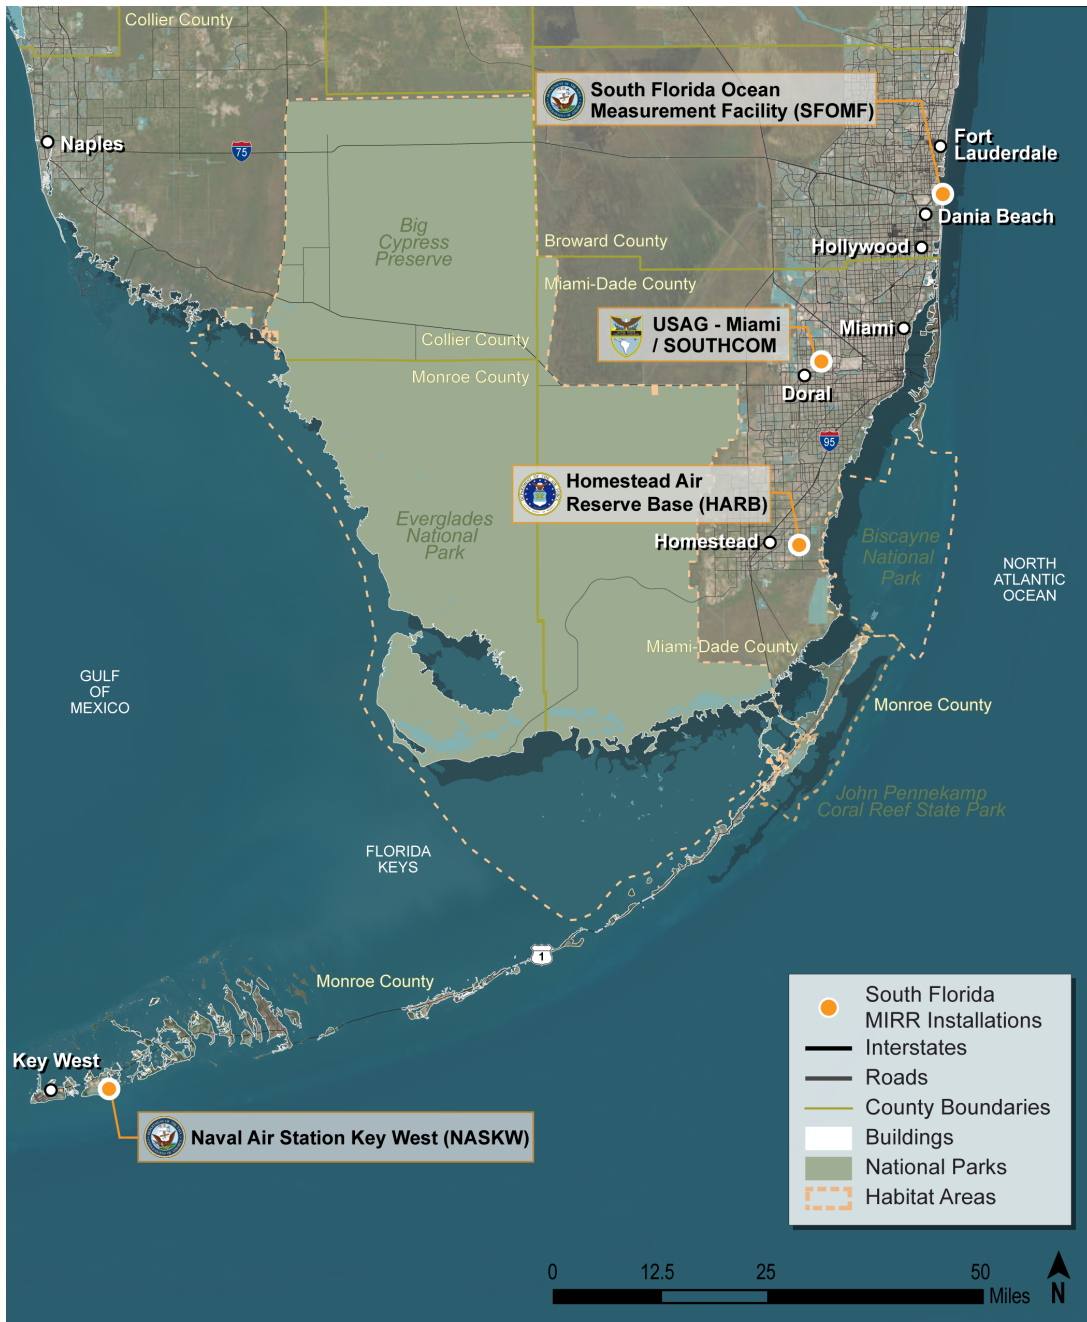 Collier County
South Florida Ocean
Measurement Facility (SFOMF)
Naples
75
Fort
Lauderdale
Big
Cypress
Preserve
Dania Beach
Broward County
Hollywood
Miami-Dade County
USAG - Miami
/ SOUTHCOM
Miami
Collier County
Monroe County
Doral
95
Homestead Air
Reserve Base (HARB)
Everglades
National
Park
Homestead
Biscayne
National
Park
NORTH
ATLANTIC
OCEAN
Miami-Dade County
GULF
OF
MEXICO
Monroe County
John Pennekamp
Coral Reef State Park
FLORIDA
KEYS
1
Monroe County
Key West
Naval Air Station Key West (NASKW)
South Florida
MIRR Installations
Interstates
Roads
County Boundaries
Buildings
National Parks
Habitat Areas
0 12.5 25 50
Miles
N